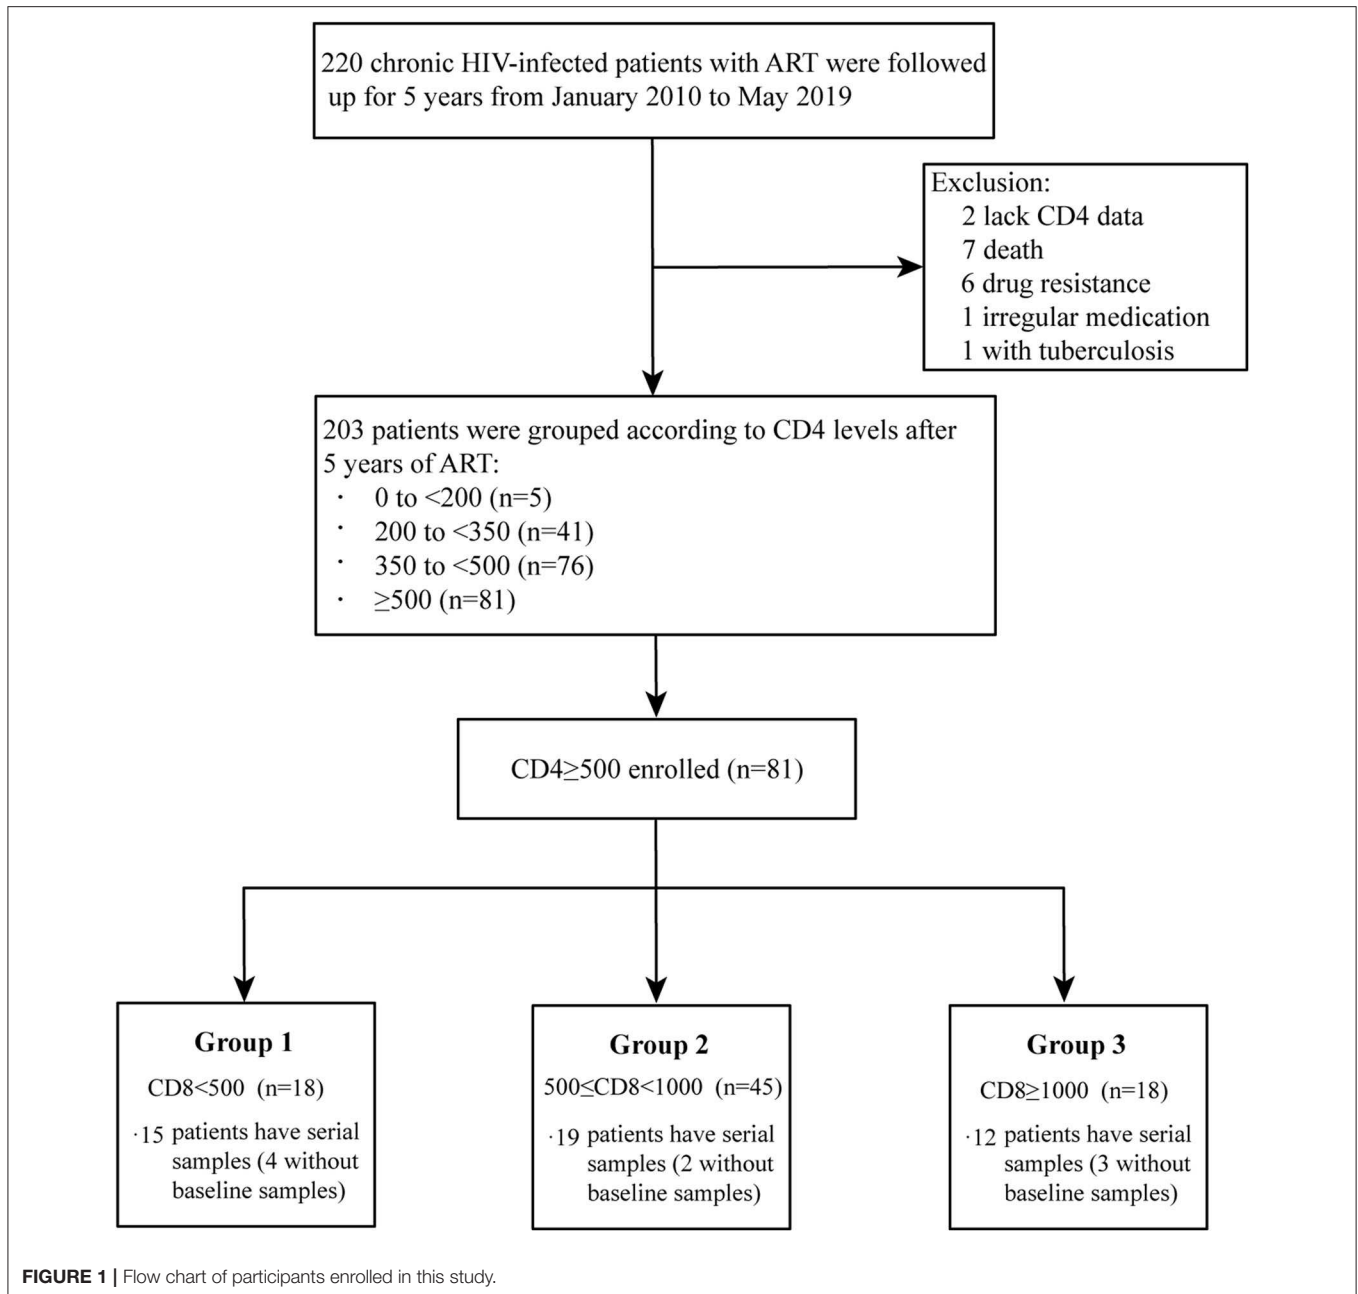 220 chronic HIV-infected patients with ART were followed
up for 5 years from January 2010 to May 2019
Exclusion:
2 lack CD4 data
7 death
6 drug resistance
1 irregular medication
1 with tuberculosis
203 patients were grouped according to CD4 levels after
5 years of ART:
· 0 to <200 (n=5)
· 200 to <350 (n=41)
· 350 to <500 (n=76)
· ≥500 (n=81)
CD4≥500 enrolled (n=81)
Group 1
CD8<500 (n=18)
·15 patients have serial
samples (4 without
baseline samples)
Group 2
500≤CD8<1000 (n=45)
·19 patients have serial
samples (2 without
baseline samples)
Group 3
CD8≥1000 (n=18)
·12 patients have serial
samples (3 without
baseline samples)
FIGURE 1 | Flow chart of participants enrolled in this study.